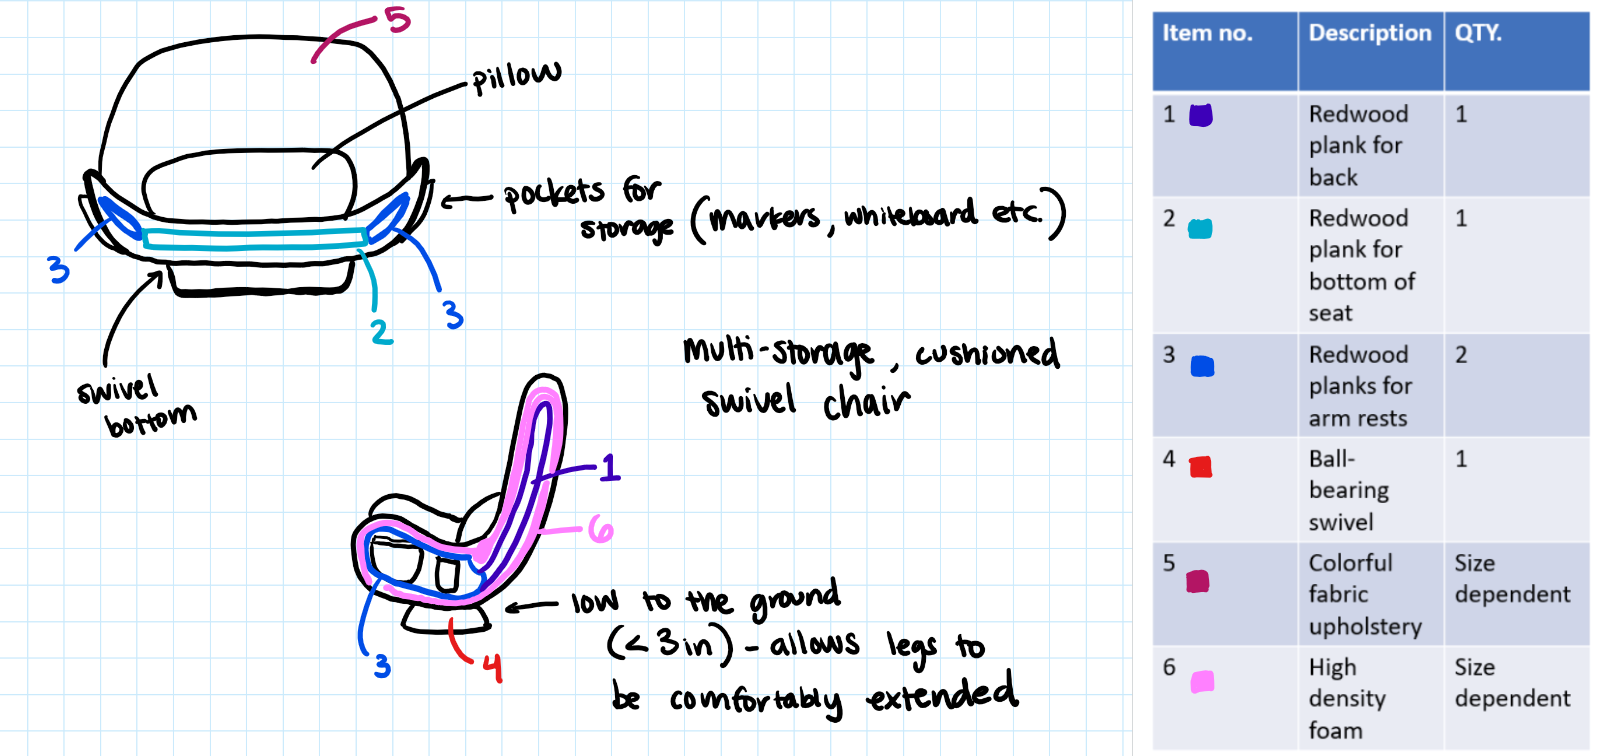 5
pillow
pockets for
storage (markers, whiteboard etc.)
3
3
2
swivel
bottom
multi-storage, cushioned
swivel chair
1
6
low to the ground
(<3in) - allows legs to
be comfortably extended
3
4
Item no. Description QTY.
1 Redwood 1
plank for
back
2 Redwood 1
plank for
bottom of
seat
3 Redwood 2
planks for
arm rests
4 Ball- 1
bearing
swivel
5 Colorful Size
fabric dependent
upholstery
6 High Size
density dependent
foam